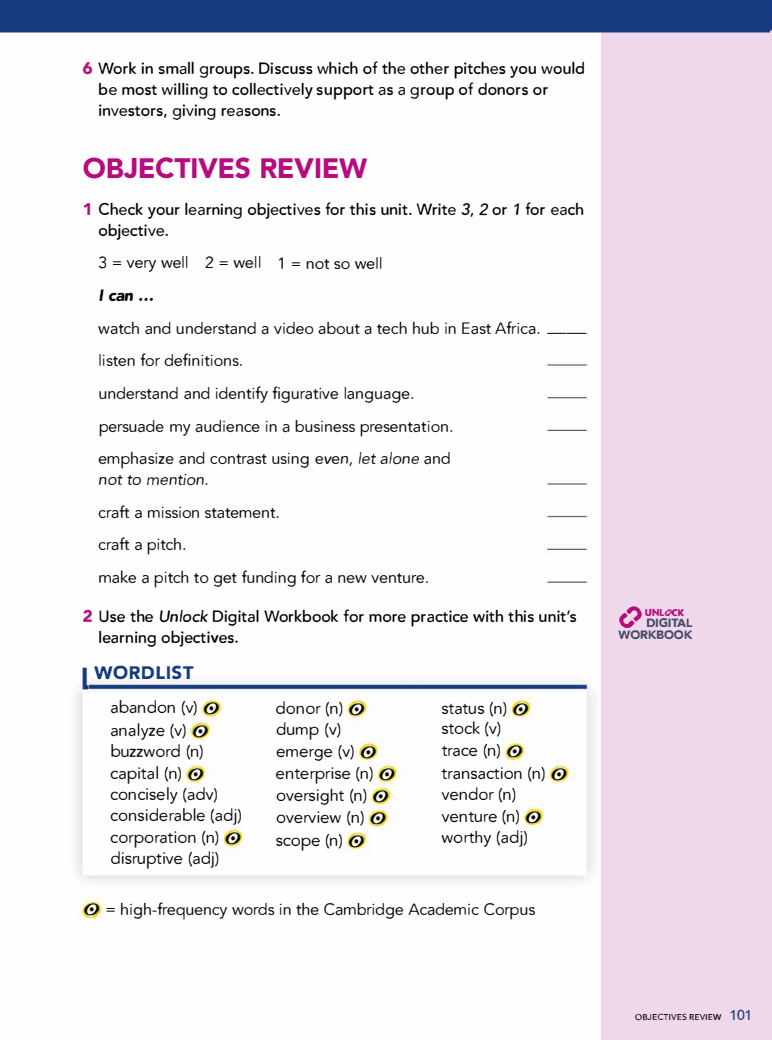 6 Work in small groups. Discuss which of the other pitches you would
be most willing to collectively support as a group of donors or
investors, giving reasons.
OBJECTIVES REVIEW
1 Check your learning objectives for this unit. Write 3, 2 or 1 for each
objective.
3 = very well 2 = well 1 = not so well
I can ...
watch and understand a video about a tech hub in East Africa. ____
listen for definitions. ____
understand and identify figurative language. ____
persuade my audience in a business presentation. ____
emphasize and contrast using even, let alone and
not to mention. ____
craft a mission statement. ____
craft a pitch. ____
make a pitch to get funding for a new venture. ____
2 Use the Unlock Digital Workbook for more practice with this unit's
learning objectives.
UNLOCK
DIGITAL
WORKBOOK
WORDLIST
abandon (v)
analyze (v)
buzzword (n)
capital (n)
concisely (adv)
considerable (adj)
corporation (n)
disruptive (adj)
donor (n)
dump (v)
emerge (v)
enterprise (n)
oversight (n)
overview (n)
scope (n)
status (n)
stock (v)
trace (n)
transaction (n)
vendor (n)
venture (n)
worthy (adj)
= high-frequency words in the Cambridge Academic Corpus
OBJECTIVES REVIEW 101